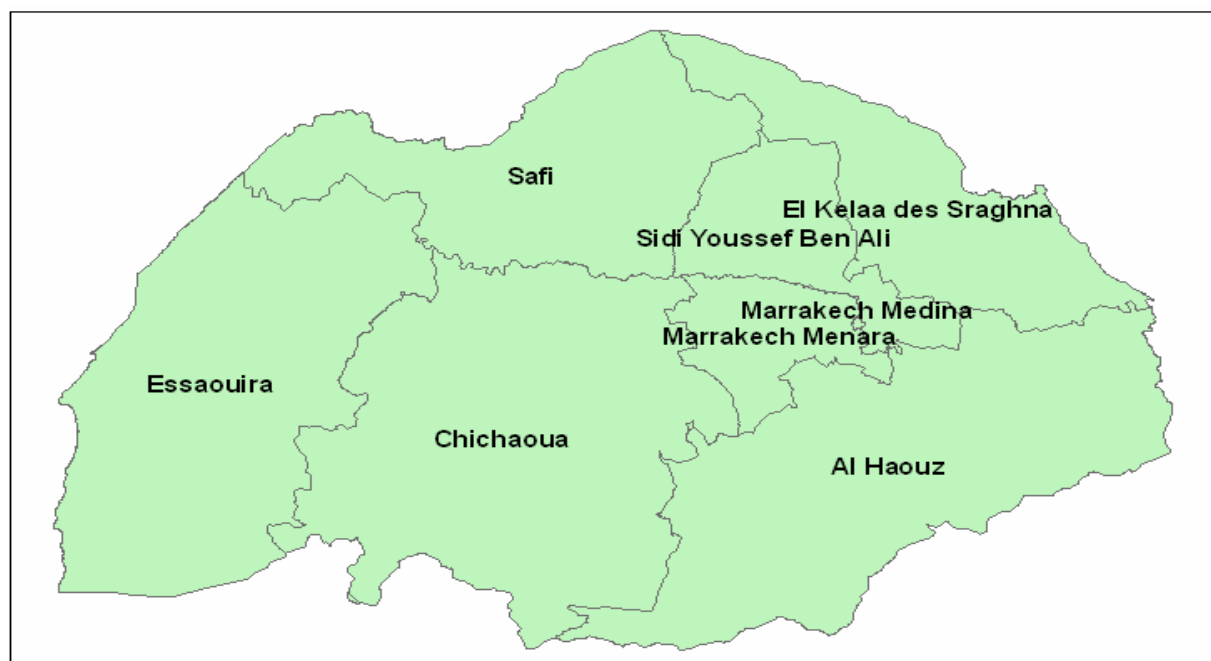 Safi
El Kelaa des Sraghna
Sidi Youssef Ben Ali
Marrakech Medina
Marrakech Menara
Essaouira
Chichaoua
Al Haouz